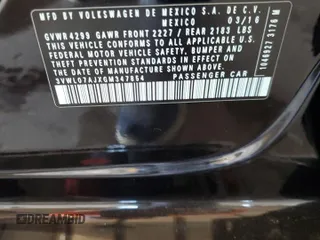 MFD BY VOLKSWAGEN DE MEXICO S.A. DE C.V.
MEXICO 03/16
GVWR 4299 GAWR FRONT 2227 / REAR 2183 LBS
THIS VEHICLE CONFORMS TO ALL APPLICABLE
FEDERAL MOTOR VEHICLE SAFETY, BUMPER AND
THEFT PREVENTION STANDARDS IN EFFECT ON THE
DATE OF MANUFACTURE SHOWN ABOVE.
3VWL07AJXGM347864 PASSENGER CAR
DREAMBID